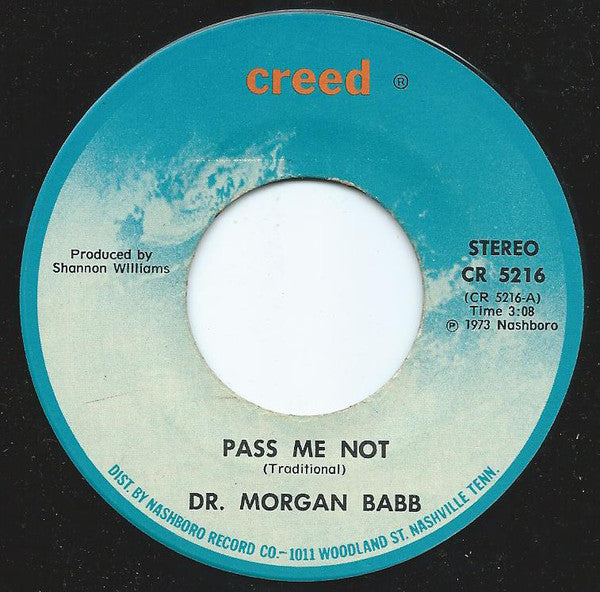 creed ®
Produced by
Shannon Williams
STEREO
CR 5216
(CR 5216-A)
Time 3:08
℗ 1973 Nashboro
PASS ME NOT
(Traditional)
DR. MORGAN BABB
DIST. BY NASHBORO RECORD CO.–1011 WOODLAND ST. NASHVILLE TENN.